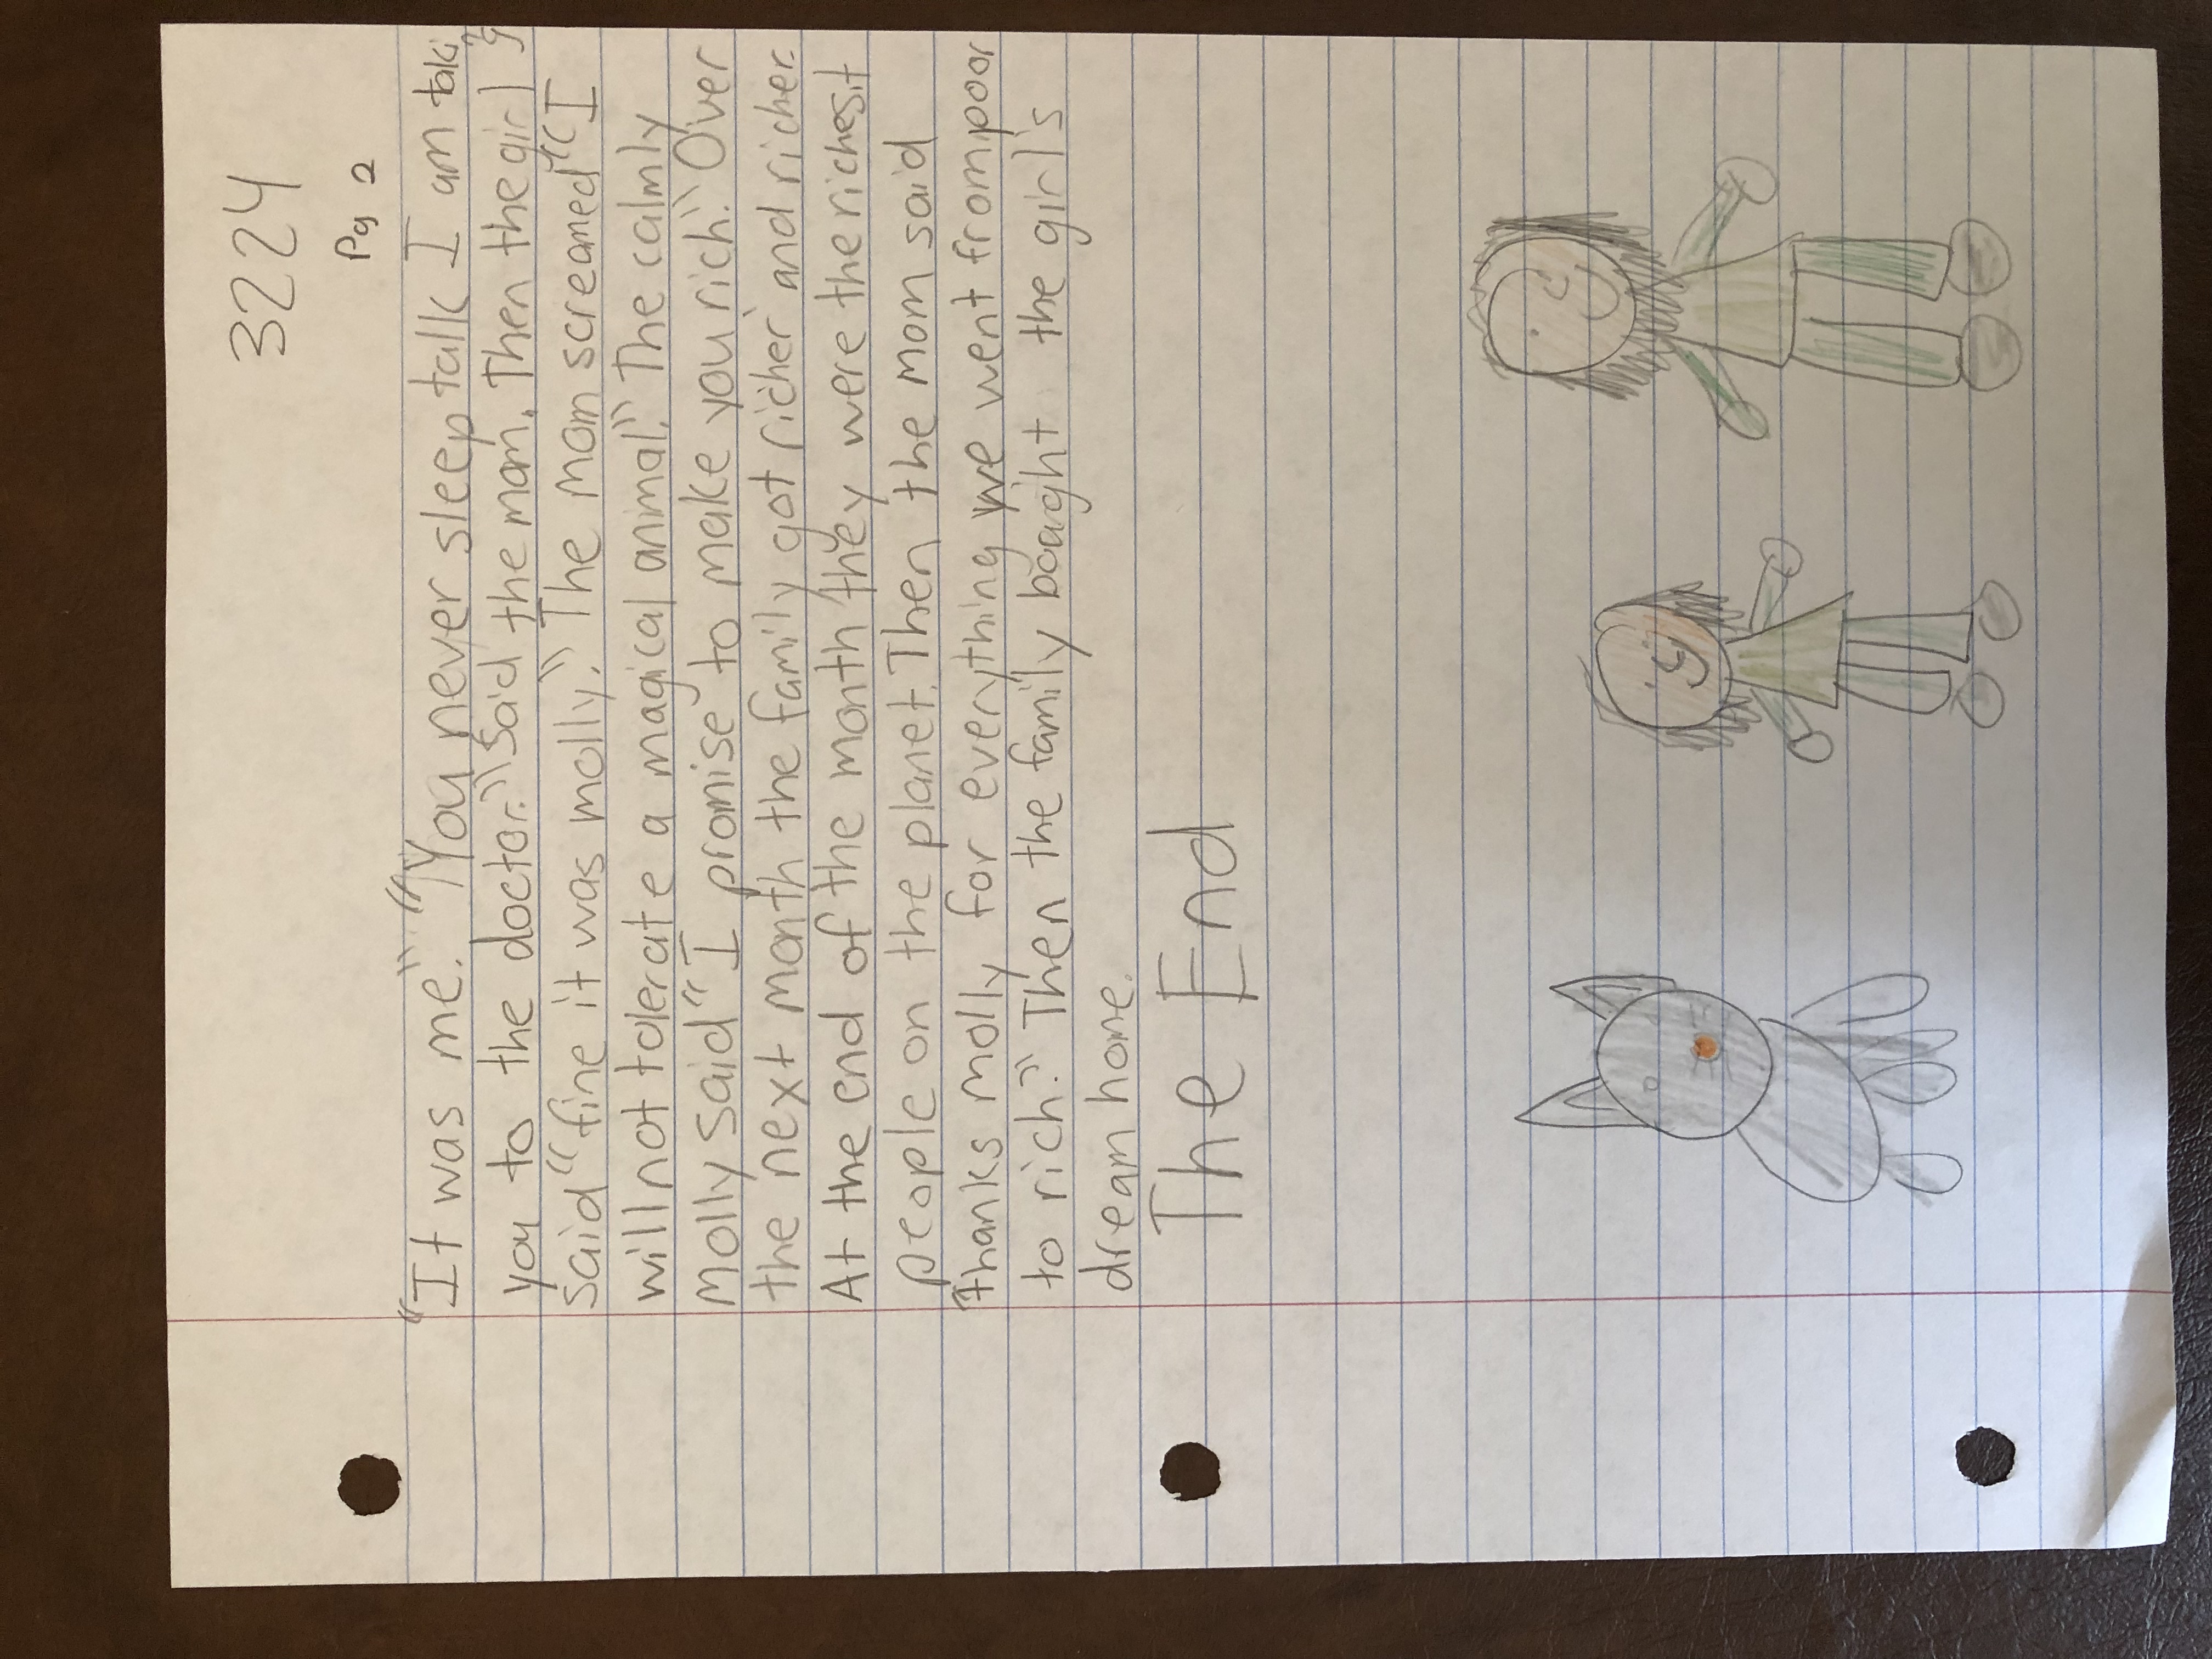 3224
Pg 2
"It was me." "You never sleep talk I am taking
you to the doctor." Said the mom. Then the girl
said "fine it was molly." The mom screamed "I
will not tolerate a magical animal." The calmly
molly said "I promise to make you rich." Over
the next month the family got richer and richer.
At the end of the month they were the richest
people on the planet. Then the mom said
"thanks molly for everything we went from poor
to rich." Then the family bought the girl's
dream home.
The End